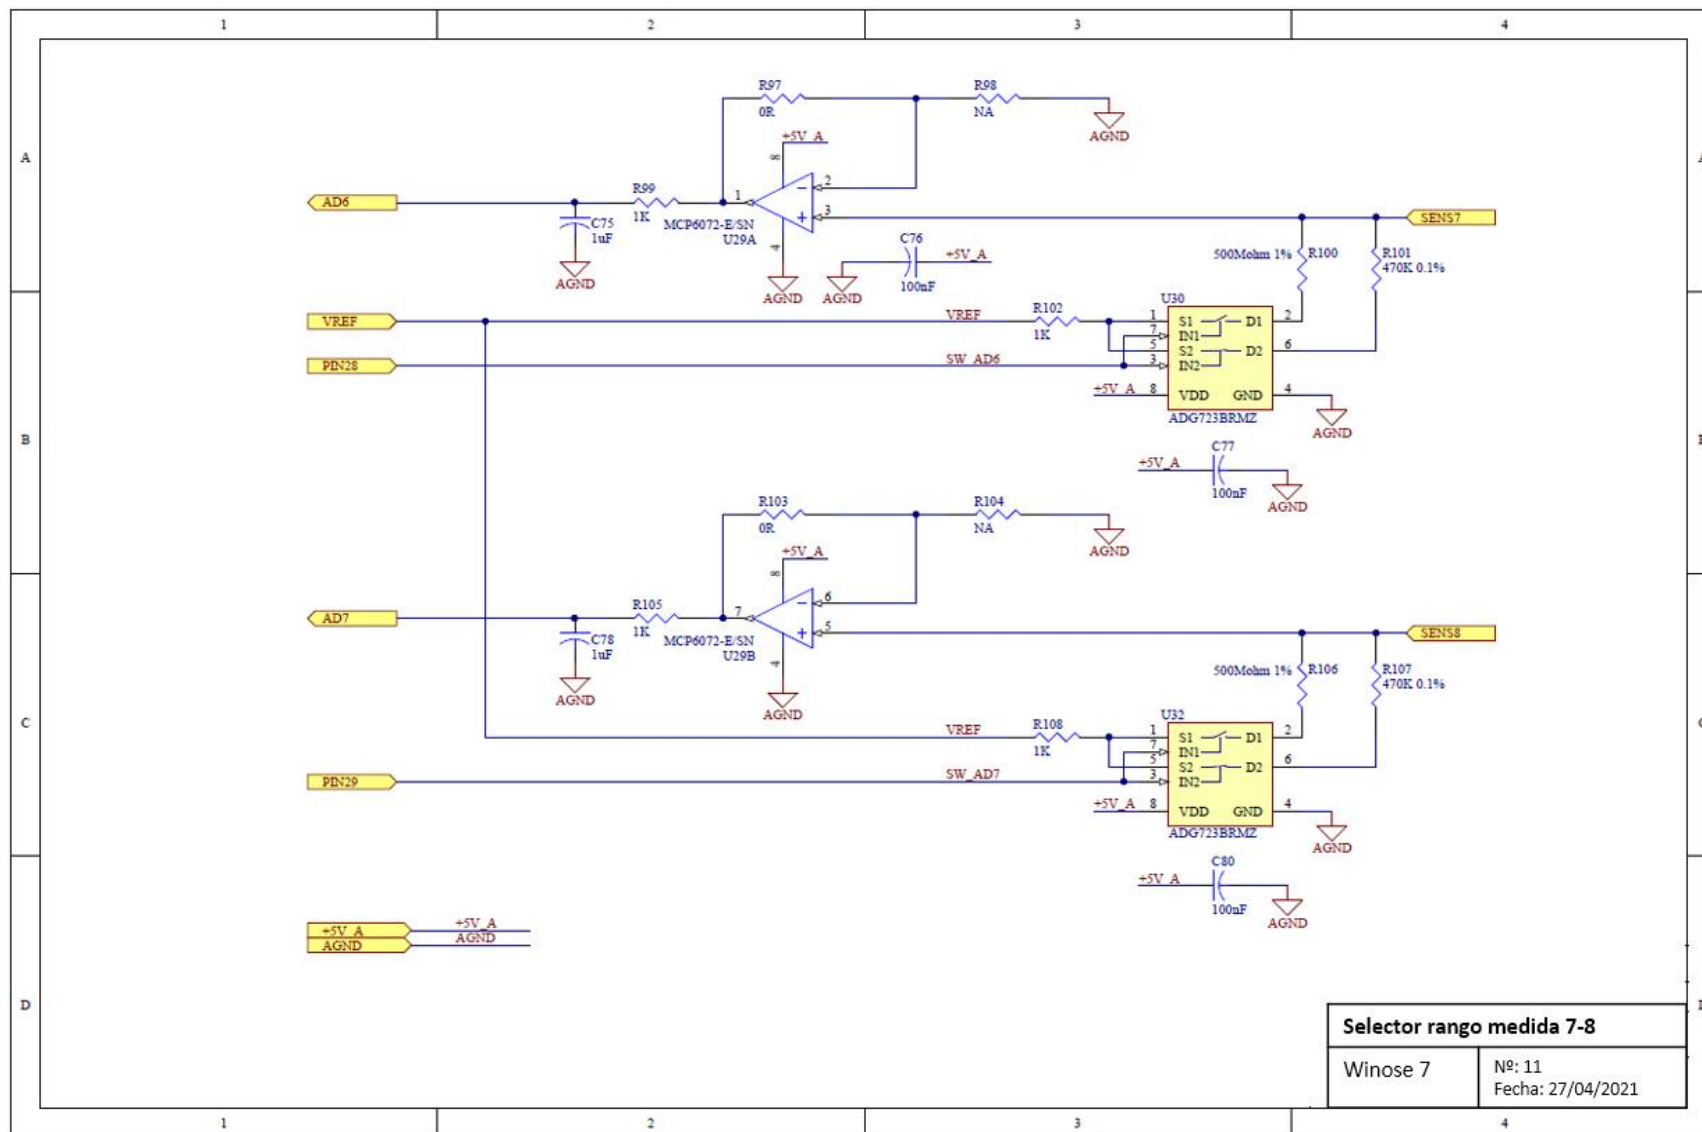 1 2 3 4
A
R97
0R
R98
NA
AGND
+5V_A
8
2
3
1
4
AD6
R99
1K
C75
1uF
AGND
MCP6072-E/SN
U29A
AGND
C76
100nF
+5V_A
AGND
SENS7
500Mohm 1%
R100
R101
470K 0.1%
VREF
VREF
R102
1K
PIN28
SW_AD6
U30
1 S1 D1 2
7 IN1
5 S2 D2 6
3 IN2
+5V_A 8 VDD GND 4
ADG723BRMZ
AGND
B
C77
+5V_A
100nF
AGND
R103
0R
R104
NA
AGND
+5V_A
8
6
5
7
4
AD7
R105
1K
C78
1uF
AGND
MCP6072-E/SN
U29B
AGND
SENS8
500Mohm 1%
R106
R107
470K 0.1%
C
VREF
R108
1K
PIN29
SW_AD7
U32
1 S1 D1 2
7 IN1
5 S2 D2 6
3 IN2
+5V_A 8 VDD GND 4
ADG723BRMZ
AGND
C80
+5V_A
100nF
AGND
+5V_A +5V_A
AGND AGND
D
Selector rango medida 7-8
Winose 7
Nº: 11
Fecha: 27/04/2021
1 2 3 4